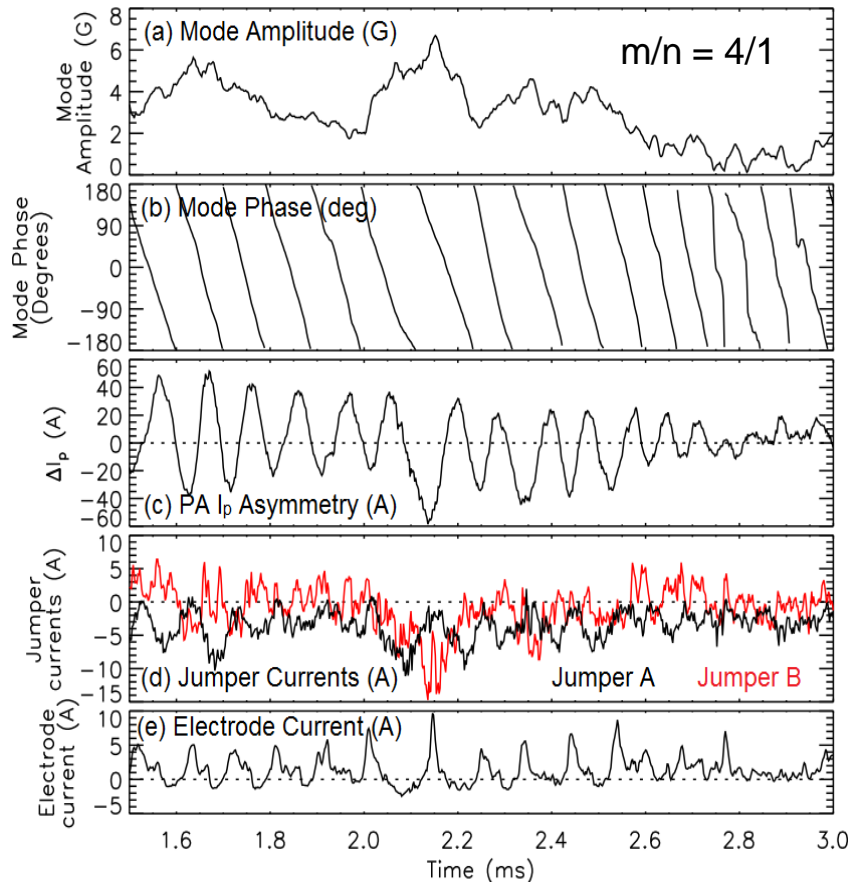 (a) Mode Amplitude (G)
m/n = 4/1
Mode
Amplitude (G)
8
6
4
2
0
(b) Mode Phase (deg)
Mode Phase
(Degrees)
180
90
0
-90
-180
ΔIp (A)
60
40
20
0
-20
-40
-60
(c) PA Ip Asymmetry (A)
Jumper
currents (A)
10
5
0
-5
-10
-15
(d) Jumper Currents (A)
Jumper A
Jumper B
(e) Electrode Current (A)
Electrode
current (A)
10
5
0
-5
1.6
1.8
2.0
2.2
2.4
2.6
2.8
3.0
Time (ms)